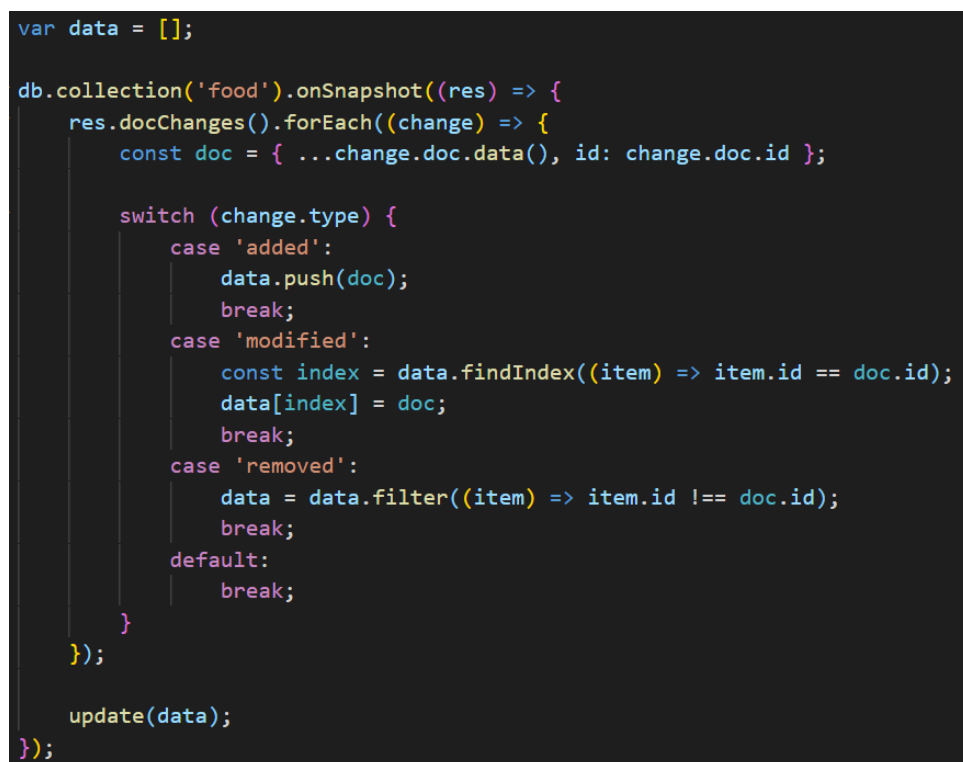 var data = [];

db.collection('food').onSnapshot((res) => {
    res.docChanges().forEach((change) => {
        const doc = { ...change.doc.data(), id: change.doc.id };

        switch (change.type) {
            case 'added':
                data.push(doc);
                break;
            case 'modified':
                const index = data.findIndex((item) => item.id == doc.id);
                data[index] = doc;
                break;
            case 'removed':
                data = data.filter((item) => item.id !== doc.id);
                break;
            default:
                break;
        }
    });

    update(data);
});